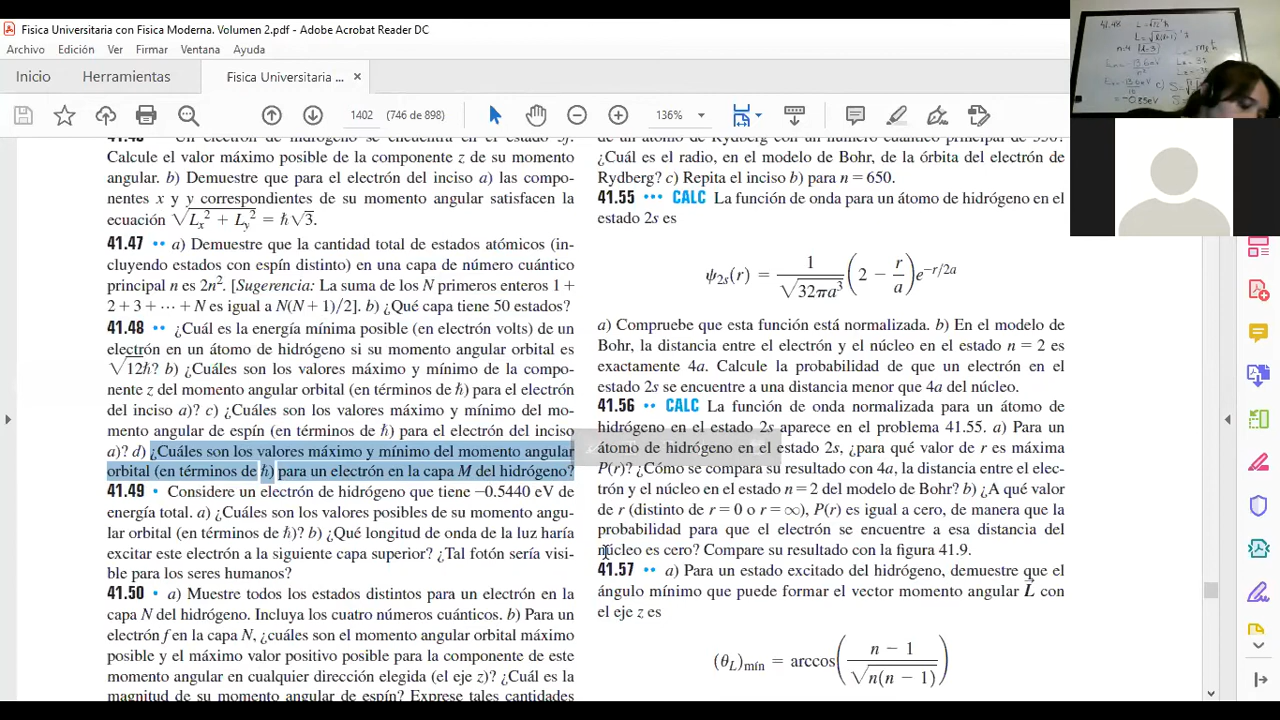 Fisica Universitaria con Fisica Moderna. Volumen 2.pdf - Adobe Acrobat Reader DC
Archivo Edición Ver Firmar Ventana Ayuda
Inicio Herramientas Fisica Universitaria ... ×
1402 (746 de 898) 136%
Calcule el valor máximo posible de la componente z de su momento
angular. b) Demuestre que para el electrón del inciso a) las compo-
nentes x y y correspondientes de su momento angular satisfacen la
ecuación √Lx² + Ly² = ℏ√3.
41.47 •• a) Demuestre que la cantidad total de estados atómicos (in-
cluyendo estados con espín distinto) en una capa de número cuántico
principal n es 2n². [Sugerencia: La suma de los N primeros enteros 1 +
2 + 3 + ⋯ + N es igual a N(N + 1)/2]. b) ¿Qué capa tiene 50 estados?
41.48 •• ¿Cuál es la energía mínima posible (en electrón volts) de un
electrón en un átomo de hidrógeno si su momento angular orbital es
√12ℏ? b) ¿Cuáles son los valores máximo y mínimo de la compo-
nente z del momento angular orbital (en términos de ℏ) para el electrón
del inciso a)? c) ¿Cuáles son los valores máximo y mínimo del mo-
mento angular de espín (en términos de ℏ) para el electrón del inciso
a)? d) ¿Cuáles son los valores máximo y mínimo del momento angular
orbital (en términos de ℏ) para un electrón en la capa M del hidrógeno?
41.49 • Considere un electrón de hidrógeno que tiene −0.5440 eV de
energía total. a) ¿Cuáles son los valores posibles de su momento angu-
lar orbital (en términos de ℏ)? b) ¿Qué longitud de onda de la luz haría
excitar este electrón a la siguiente capa superior? ¿Tal fotón sería visi-
ble para los seres humanos?
41.50 • a) Muestre todos los estados distintos para un electrón en la
capa N del hidrógeno. Incluya los cuatro números cuánticos. b) Para un
electrón f en la capa N, ¿cuáles son el momento angular orbital máximo
posible y el máximo valor positivo posible para la componente de este
momento angular en cualquier dirección elegida (el eje z)? ¿Cuál es la
magnitud de su momento angular de espín? Exprese tales cantidades
¿Cuál es el radio, en el modelo de Bohr, de la órbita del electrón de
Rydberg? c) Repita el inciso b) para n = 650.
41.55 ••• CALC La función de onda para un átomo de hidrógeno en el
estado 2s es
ψ2s(r) = 1/√32πa³ (2 − r/a) e^−r/2a
a) Compruebe que esta función está normalizada. b) En el modelo de
Bohr, la distancia entre el electrón y el núcleo en el estado n = 2 es
exactamente 4a. Calcule la probabilidad de que un electrón en el
estado 2s se encuentre a una distancia menor que 4a del núcleo.
41.56 •• CALC La función de onda normalizada para un átomo de
hidrógeno en el estado 2s aparece en el problema 41.55. a) Para un
átomo de hidrógeno en el estado 2s, ¿para qué valor de r es máxima
P(r)? ¿Cómo se compara su resultado con 4a, la distancia entre el elec-
trón y el núcleo en el estado n = 2 del modelo de Bohr? b) ¿A qué valor
de r (distinto de r = 0 o r = ∞), P(r) es igual a cero, de manera que la
probabilidad para que el electrón se encuentre a esa distancia del
núcleo es cero? Compare su resultado con la figura 41.9.
41.57 •• a) Para un estado excitado del hidrógeno, demuestre que el
ángulo mínimo que puede formar el vector momento angular L⃗ con
el eje z es
(θL)mín = arccos(n − 1/√n(n − 1))